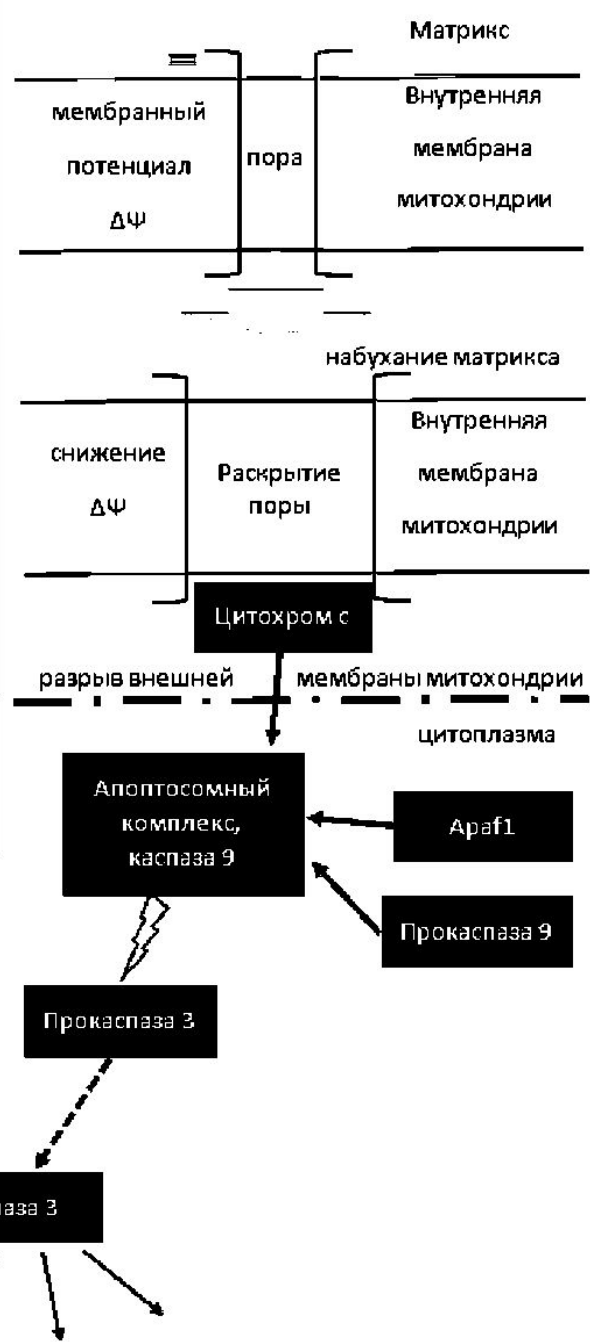 Матрикс
мембранный
потенциал
ΔΨ
пора
Внутренняя
мембрана
митохондрии
набухание матрикса
снижение
ΔΨ
Раскрытие
поры
Внутренняя
мембрана
митохондрии
Цитохром с
разрыв внешней мембраны митохондрии
цитоплазма
Апоптосомный
комплекс,
каспаза 9
Apaf1
Прокаспаза 9
Прокаспаза 3
3